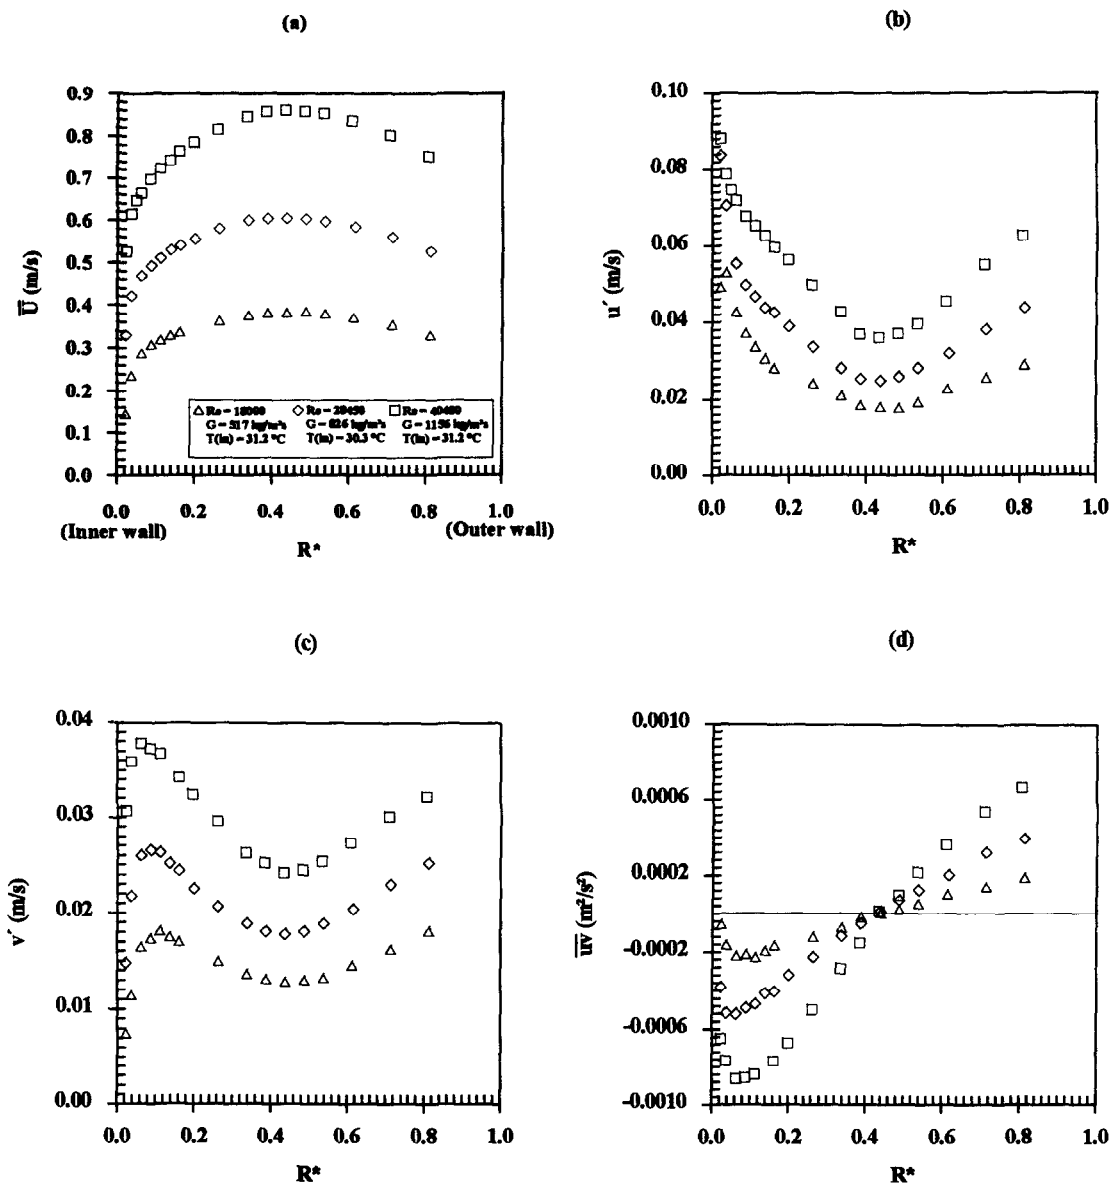 (a)
0.9
0.8
0.7
0.6
0.5
0.4
0.3
0.2
0.1
0.0
U̅ (m/s)
Re = 18000 Re = 28450 Re = 40400
G = 517 kg/m²s G = 826 kg/m²s G = 1156 kg/m²s
T(in) = 31.2 °C T(in) = 30.3 °C T(in) = 31.2 °C
0.0 0.2 0.4 0.6 0.8 1.0
(Inner wall) (Outer wall)
R*
(b)
0.10
0.08
0.06
0.04
0.02
0.00
u´ (m/s)
0.0 0.2 0.4 0.6 0.8 1.0
R*
(c)
0.04
0.03
0.02
0.01
0.00
v´ (m/s)
0.0 0.2 0.4 0.6 0.8 1.0
R*
(d)
0.0010
0.0006
0.0002
-0.0002
-0.0006
-0.0010
u̅v̅ (m²/s²)
0.0 0.2 0.4 0.6 0.8 1.0
R*